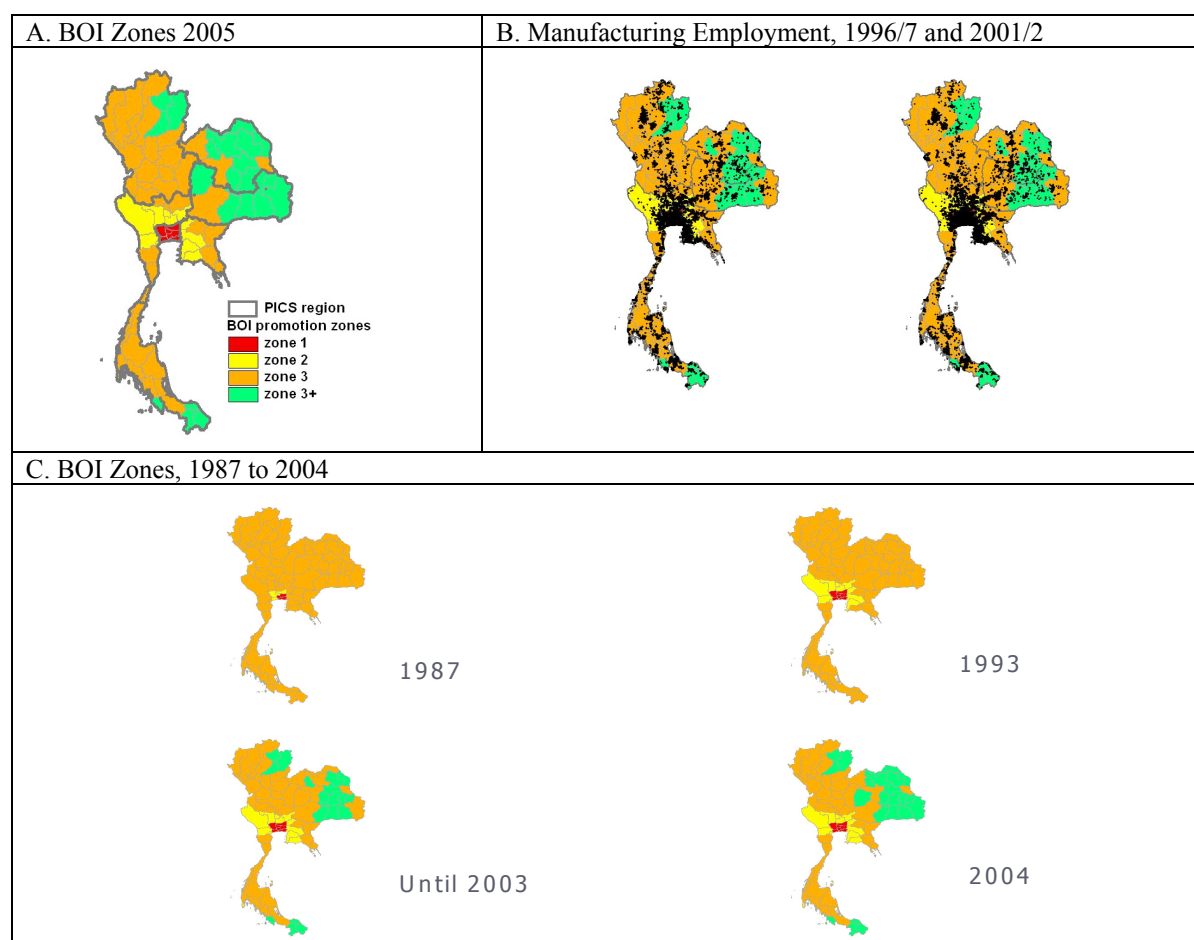 A. BOI Zones 2005
B. Manufacturing Employment, 1996/7 and 2001/2
PICS region
BOI promotion zones
zone 1
zone 2
zone 3
zone 3+
C. BOI Zones, 1987 to 2004
1987
1993
Until 2003
2004